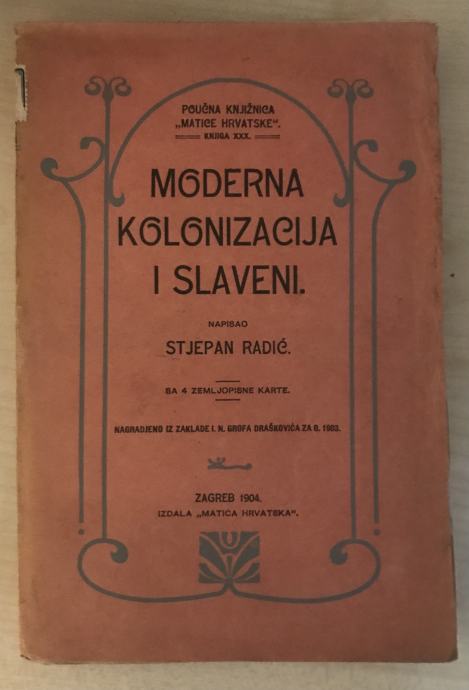 POUČNA KNJIŽNICA
„MATICE HRVATSKE“.
KNJIGA XXX.
MODERNA
KOLONIZACIJA
I SLAVENI.
NAPISAO
STJEPAN RADIĆ.
SA 4 ZEMLJOPISNE KARTE.
NAGRADJENO IZ ZAKLADE I. N. GROFA DRAŠKOVIĆA ZA G. 1903.
ZAGREB 1904.
IZDALA „MATICA HRVATSKA“.